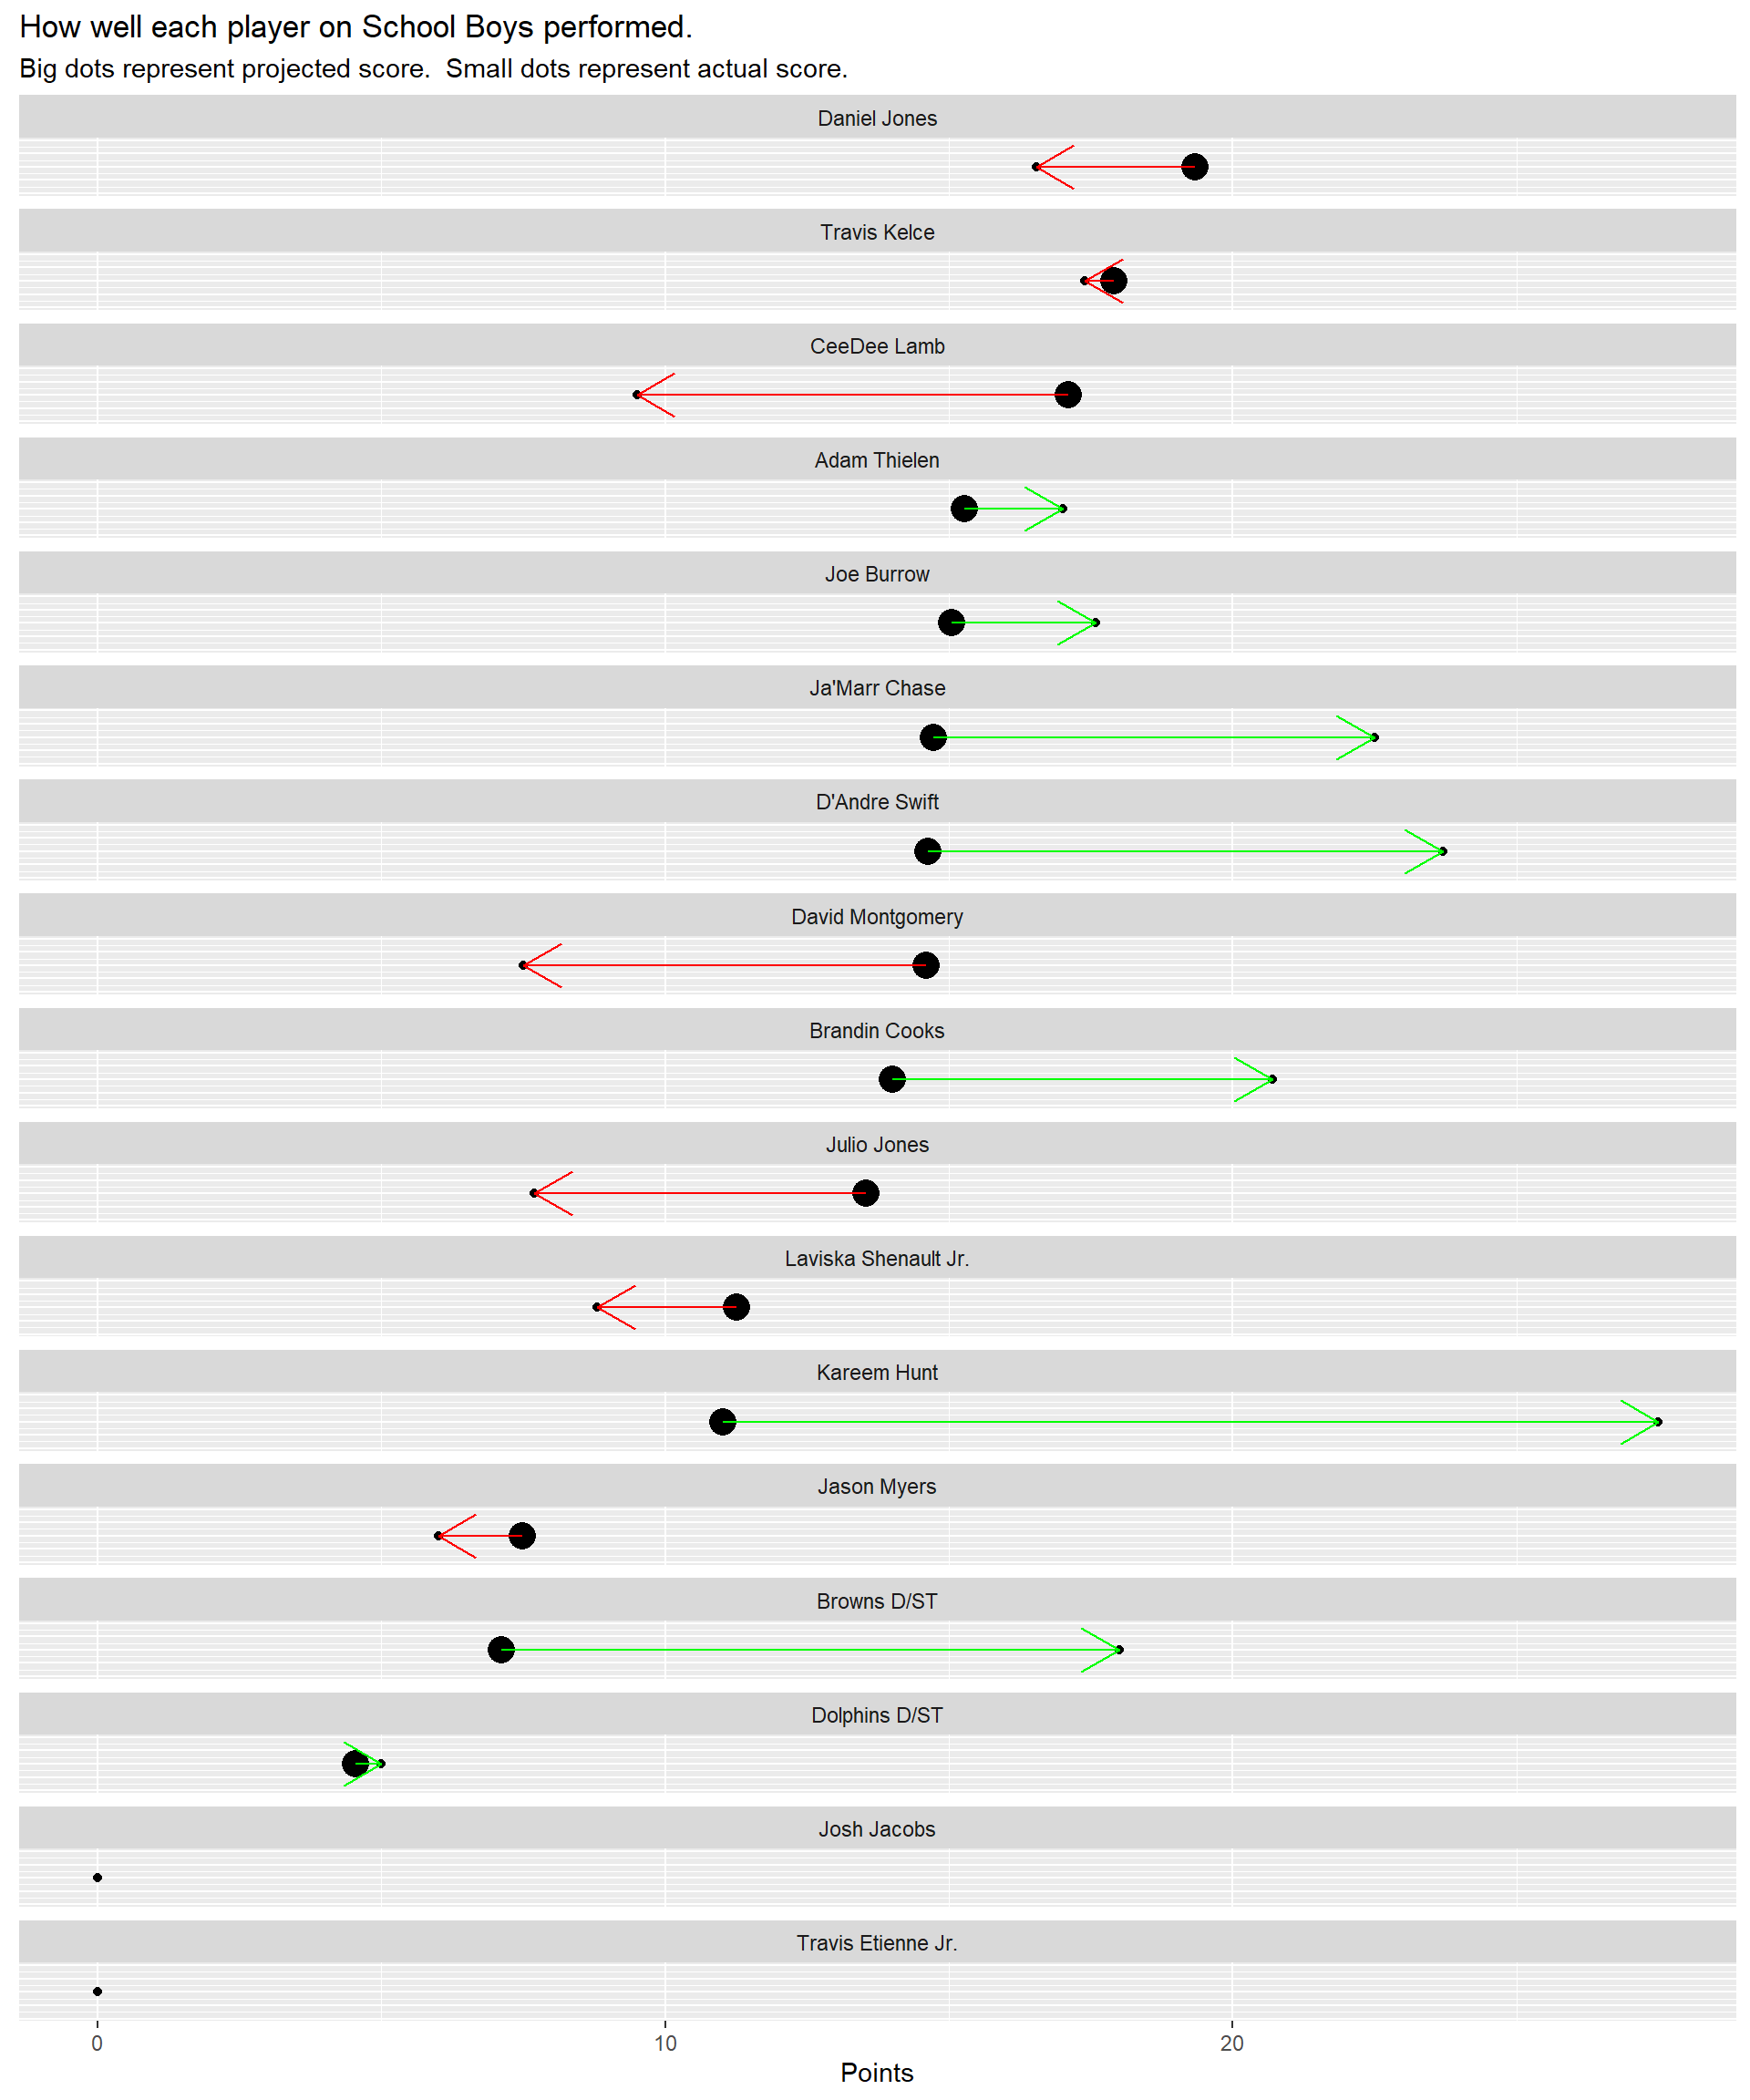 How well each player on School Boys performed.
Big dots represent projected score.  Small dots represent actual score.
Daniel Jones
Travis Kelce
CeeDee Lamb
Adam Thielen
Joe Burrow
Ja'Marr Chase
D'Andre Swift
David Montgomery
Brandin Cooks
Julio Jones
Laviska Shenault Jr.
Kareem Hunt
Jason Myers
Browns D/ST
Dolphins D/ST
Josh Jacobs
Travis Etienne Jr.
0 10 20
Points